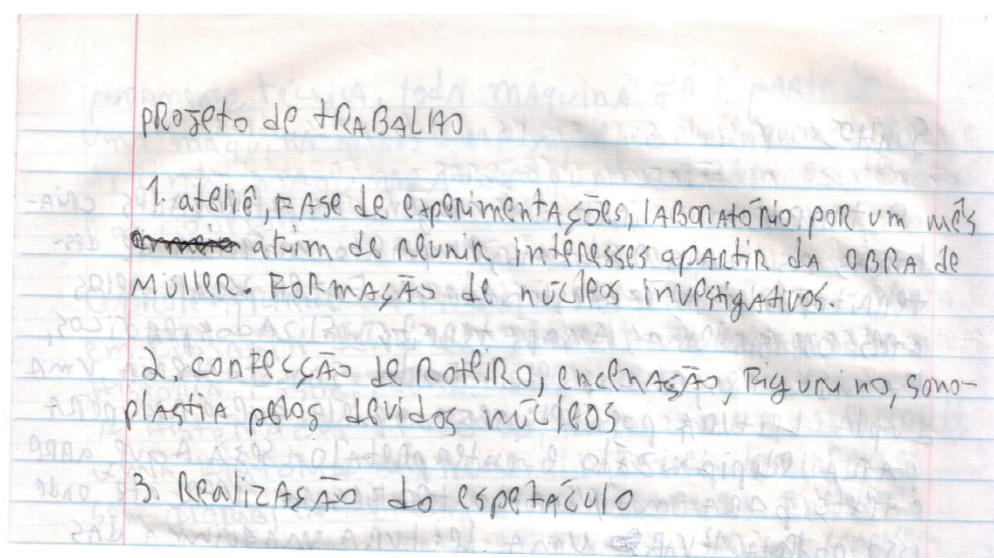 projeto de trabalho
1. ateliê, fase de experimentações, laboratório por um mês
afim de reunir interesses apartir da obra de
Müller. Formação de núcleos investigativos.
2. confecção de roteiro, encenação, figurino, sono-
plastia pelos devidos núcleos
3. Realização do espetáculo